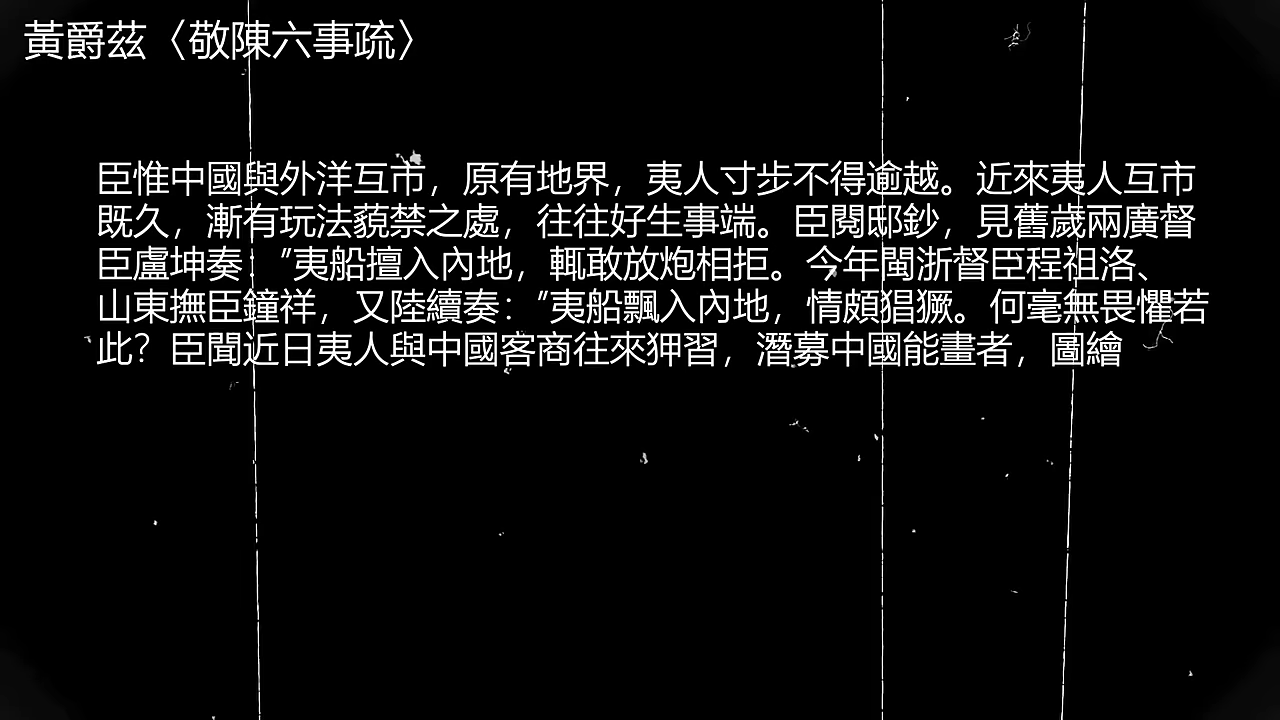 黃爵茲〈敬陳六事疏〉
臣惟中國與外洋互市，原有地界，夷人寸步不得逾越。近來夷人互市
既久，漸有玩法藐禁之處，往往好生事端。臣閱邸鈔，見舊歲兩廣督
臣盧坤奏："夷船擅入內地，輒敢放炮相拒。今年閩浙督臣程祖洛、
山東撫臣鐘祥，又陸續奏："夷船飄入內地，情頗猖獗。何毫無畏懼若
此？臣聞近日夷人與中國客商往來狎習，潛募中國能畫者，圖繪